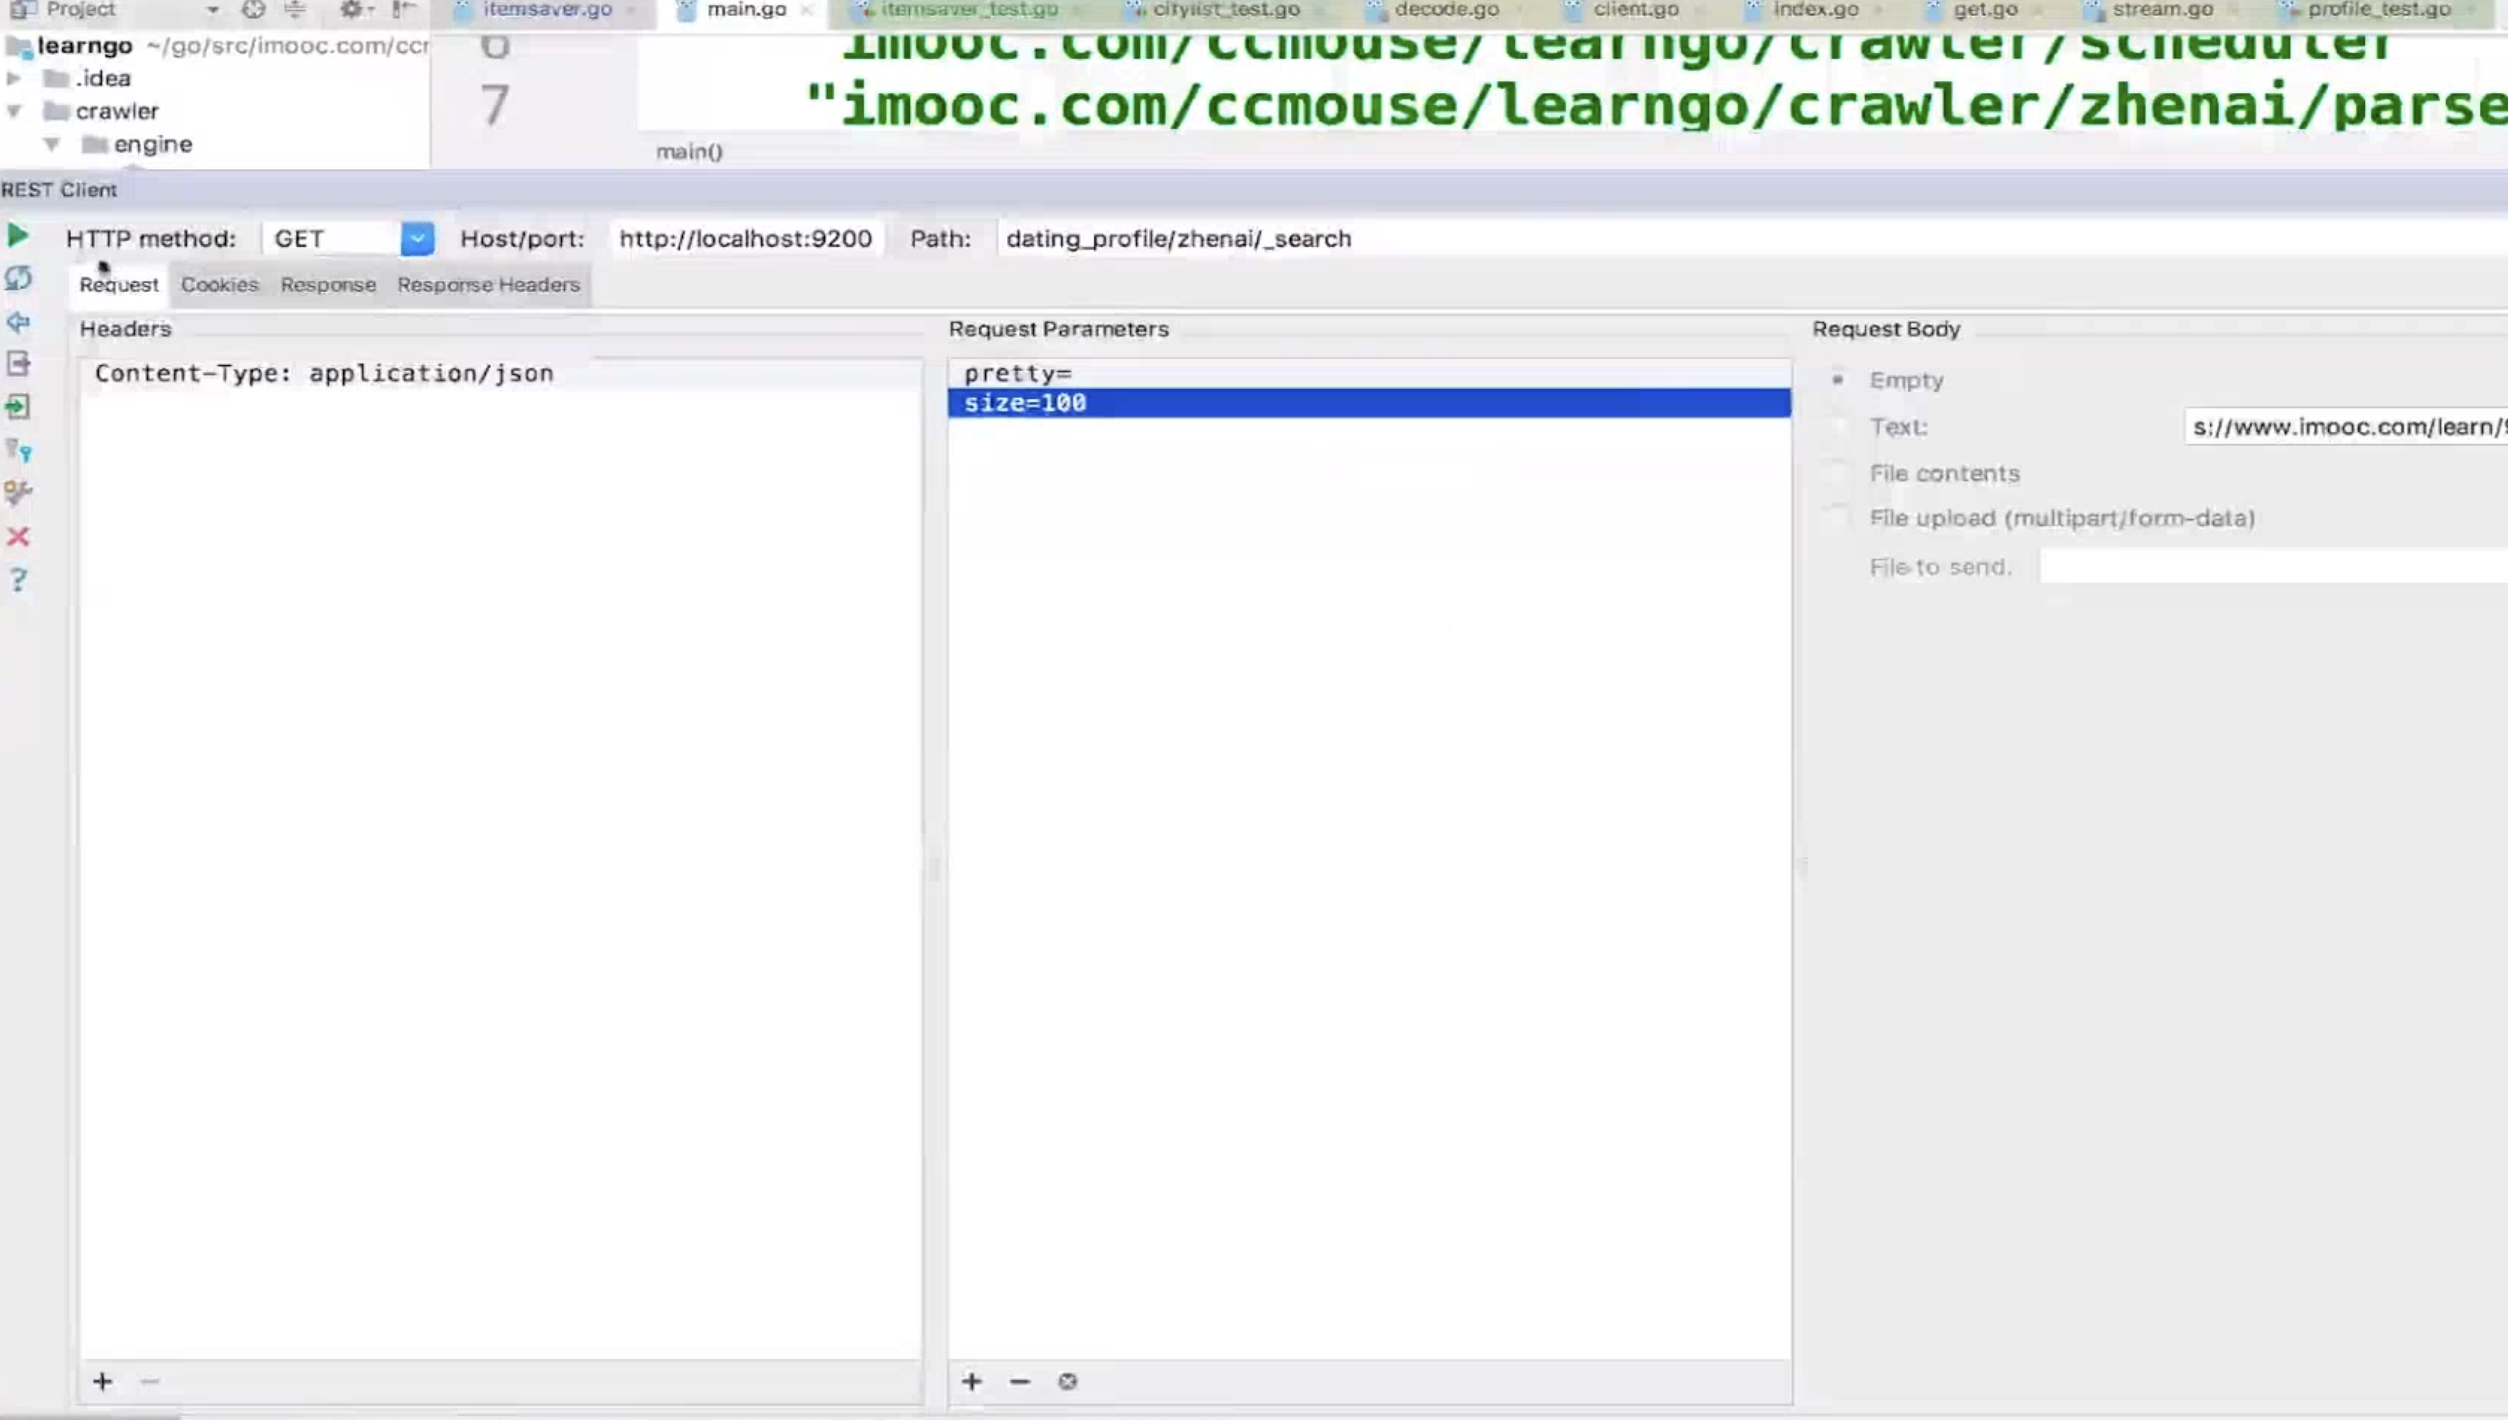 Project
itemsaver.go
main.go
itemsaver_test.go
citylist_test.go
decode.go
client.go
index.go
get.go
stream.go
profile_test.go
learngo ~/go/src/imooc.com/ccr
.idea
crawler
engine
6 imooc.com/ccmouse/learngo/crawler/scheduler
7 "imooc.com/ccmouse/learngo/crawler/zhenai/parse
main()
REST Client
HTTP method: GET Host/port: http://localhost:9200 Path: dating_profile/zhenai/_search
Request Cookies Response Response Headers
Headers
Content-Type: application/json
Request Parameters
pretty=
size=100
Request Body
Empty
Text: s://www.imooc.com/learn/9
File contents
File upload (multipart/form-data)
File to send.